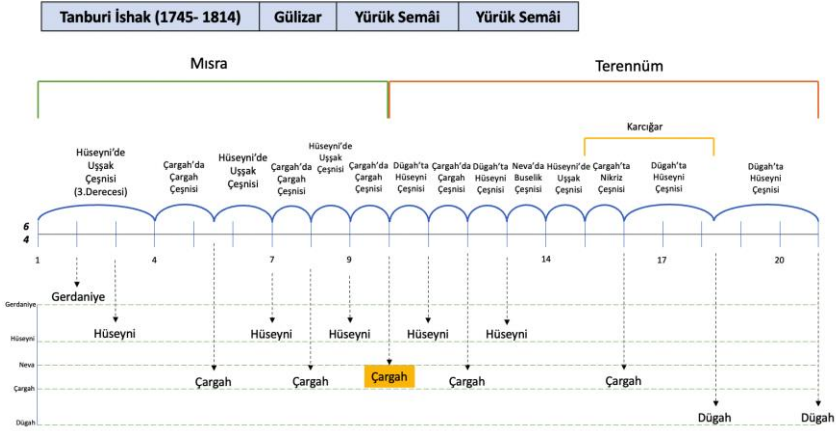 Tanburi İshak (1745- 1814) Gülizar Yürük Semâi Yürük Semâi
Mısra Terennüm
Karcığar
Hüseyni’de
Uşşak
Çeşnisi
(3.Derecesi)
Çargah’da
Çargah
Çeşnisi
Hüseyni’de
Uşşak
Çeşnisi
Çargah’da
Çargah
Çeşnisi
Hüseyni’de
Uşşak
Çeşnisi
Çargah’da
Çargah
Çeşnisi
Dügah’ta
Hüseyni
Çeşnisi
Çargah’da
Çargah
Çeşnisi
Dügah’ta
Hüseyni
Çeşnisi
Neva’da
Buselik
Çeşnisi
Hüseyni’de
Uşşak
Çeşnisi
Çargah’ta
Nikriz
Çeşnisi
Dügah’ta
Hüseyni
Çeşnisi
Dügah’ta
Hüseyni
Çeşnisi
6
4
1 4 7 9 14 17 20
Gerdaniye
Gerdaniye
Hüseyni Hüseyni Hüseyni Hüseyni Hüseyni
Hüseyni
Neva
Çargah Çargah Çargah Çargah Çargah
Çargah
Dügah Dügah
Dügah